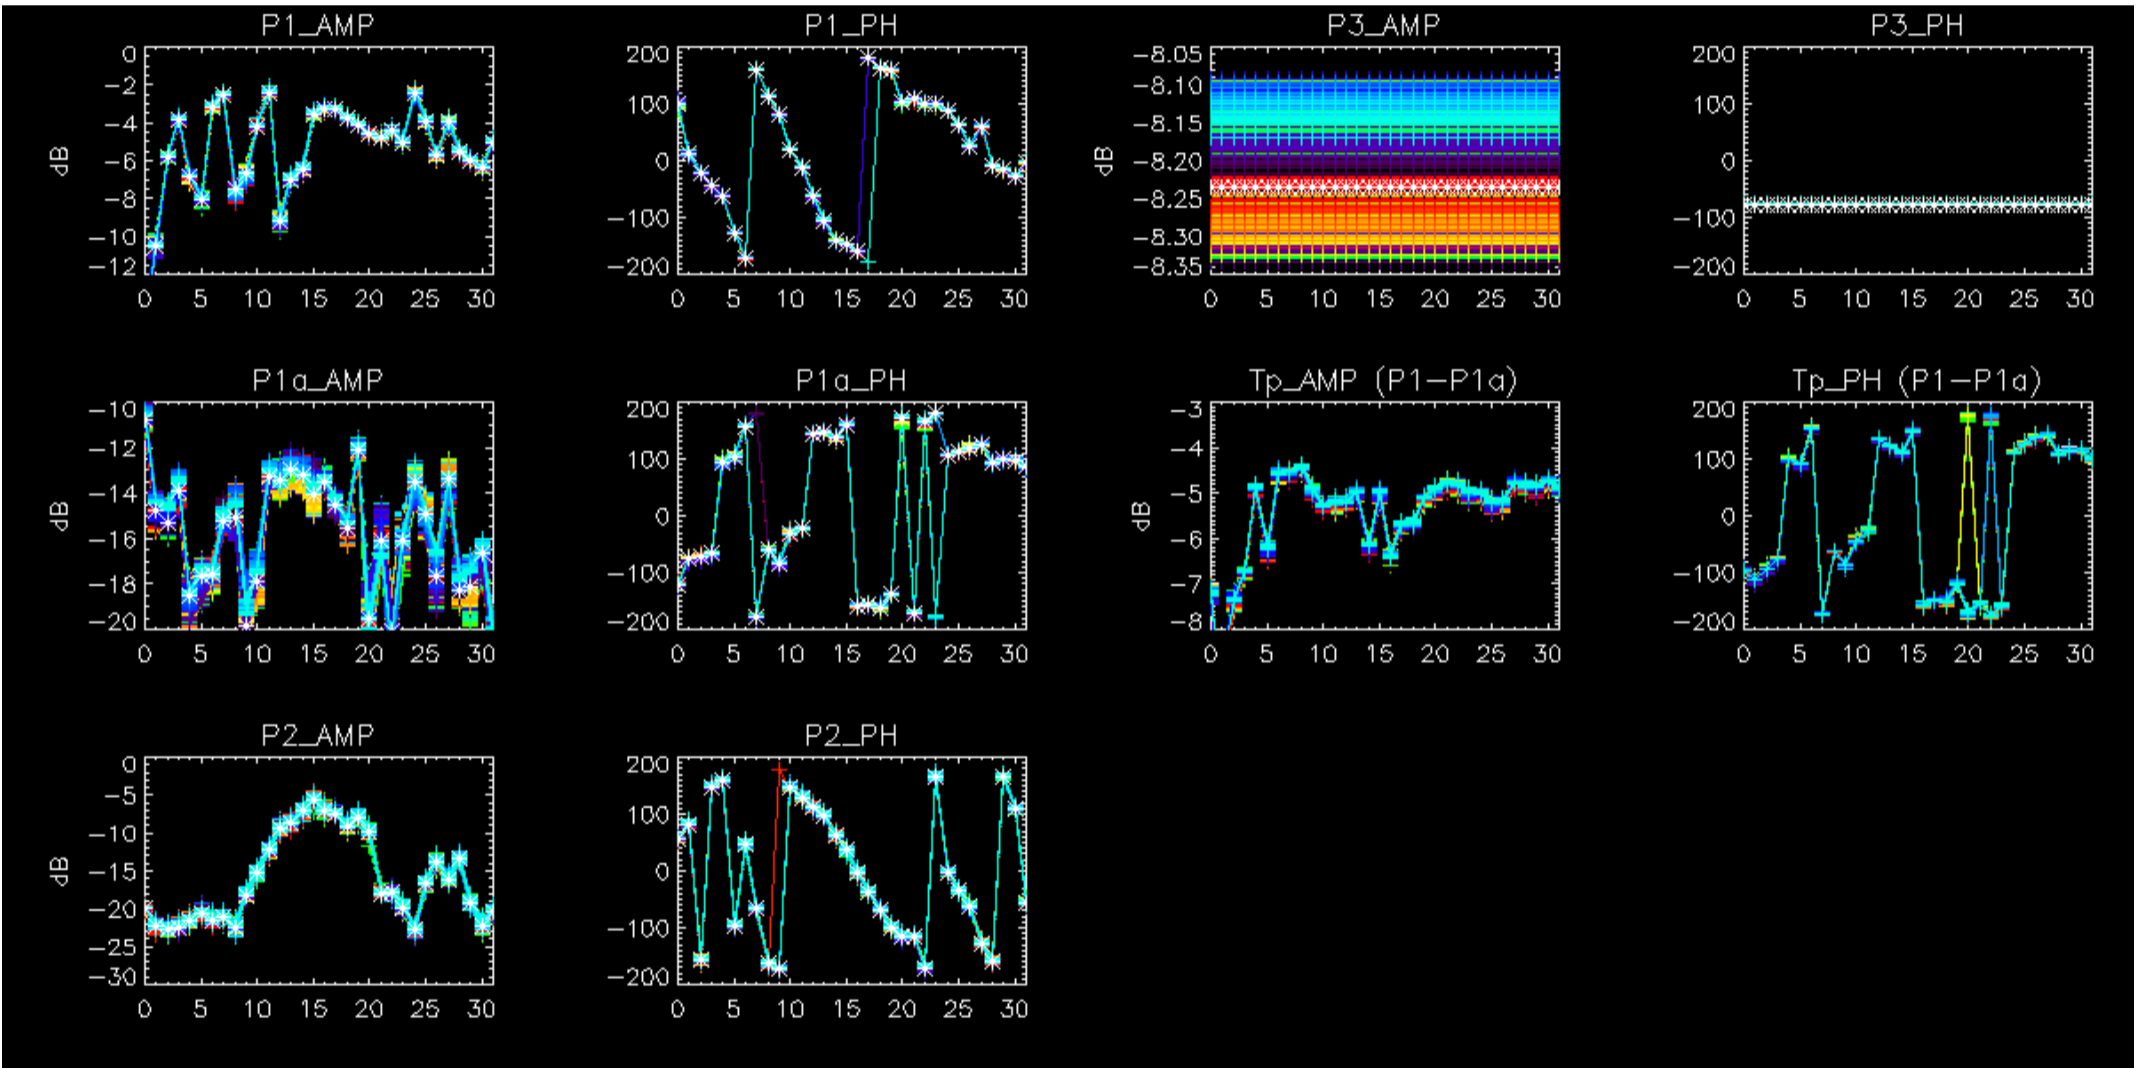 P1_AMP
dB
0
−2
−4
−6
−8
−10
−12
0 5 10 15 20 25 30
P1_PH
200
100
0
−100
−200
0 5 10 15 20 25 30
P3_AMP
dB
−8.05
−8.10
−8.15
−8.20
−8.25
−8.30
−8.35
0 5 10 15 20 25 30
P3_PH
200
100
0
−100
−200
0 5 10 15 20 25 30
P1a_AMP
dB
−10
−12
−14
−16
−18
−20
0 5 10 15 20 25 30
P1a_PH
200
100
0
−100
−200
0 5 10 15 20 25 30
Tp_AMP (P1−P1a)
dB
−3
−4
−5
−6
−7
−8
0 5 10 15 20 25 30
Tp_PH (P1−P1a)
200
100
0
−100
−200
0 5 10 15 20 25 30
P2_AMP
dB
0
−5
−10
−15
−20
−25
−30
0 5 10 15 20 25 30
P2_PH
200
100
0
−100
−200
0 5 10 15 20 25 30